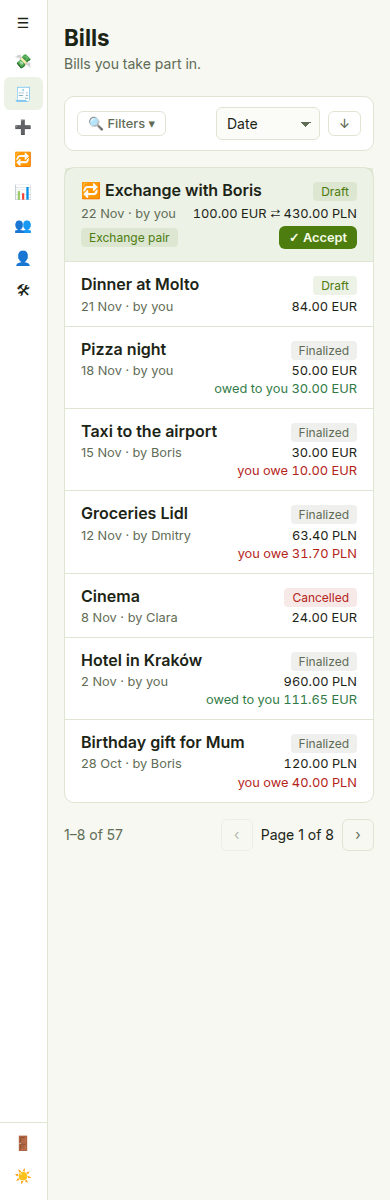 Bills
Bills you take part in.
Filters ▾
Date
↓
Exchange with Boris
Draft
22 Nov · by you
100.00 EUR ⇄ 430.00 PLN
Exchange pair
✓ Accept
Dinner at Molto
Draft
21 Nov · by you
84.00 EUR
Pizza night
Finalized
18 Nov · by you
50.00 EUR
owed to you 30.00 EUR
Taxi to the airport
Finalized
15 Nov · by Boris
30.00 EUR
you owe 10.00 EUR
Groceries Lidl
Finalized
12 Nov · by Dmitry
63.40 PLN
you owe 31.70 PLN
Cinema
Cancelled
8 Nov · by Clara
24.00 EUR
Hotel in Kraków
Finalized
2 Nov · by you
960.00 PLN
owed to you 111.65 EUR
Birthday gift for Mum
Finalized
28 Oct · by Boris
120.00 PLN
you owe 40.00 PLN
1–8 of 57
‹
Page 1 of 8
›